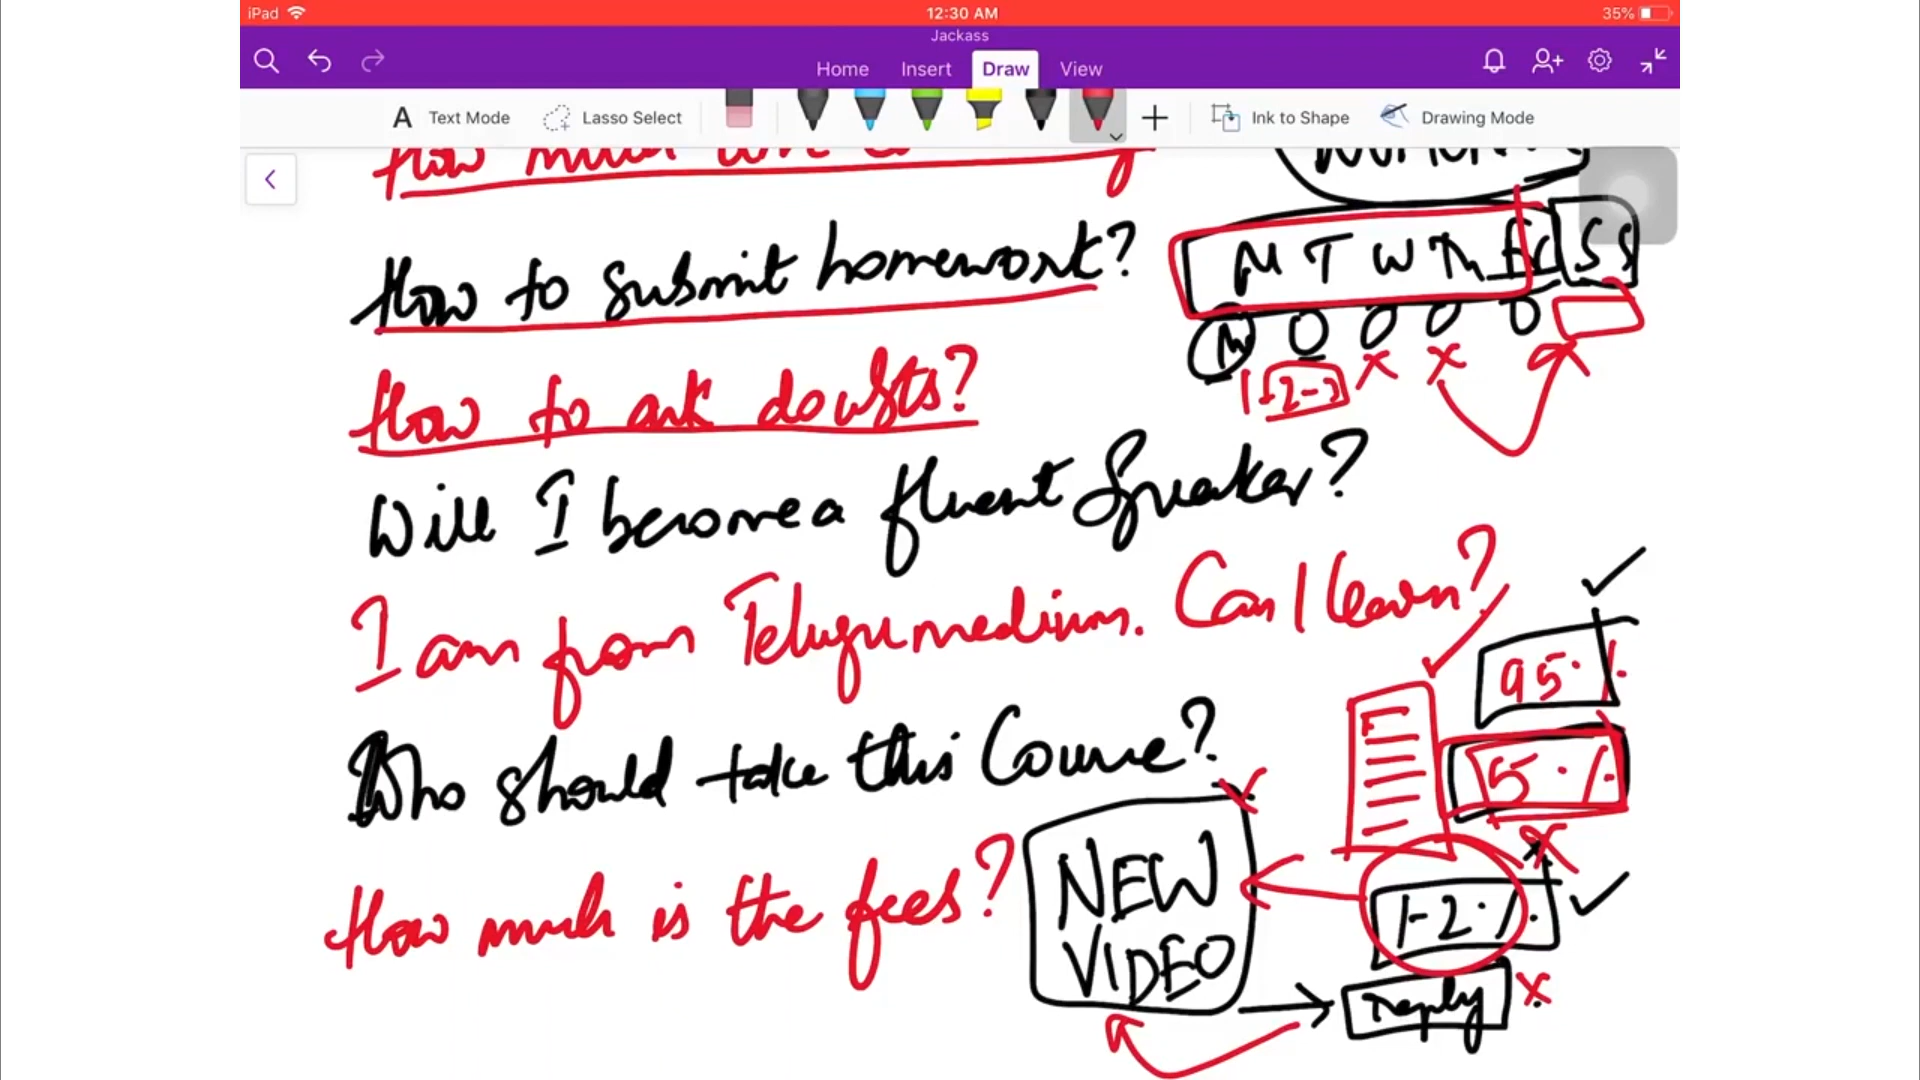 iPad 12:30 AM 35%
Jackass
Home Insert Draw View
A Text Mode Lasso Select Ink to Shape Drawing Mode
How much
How to submit homework?
M T W Th F S S
M
1-2-3
How to ask doubts?
Will I become a fluent Speaker?
I am from Telugu medium. Can I learn?
95%
5%
Who should take this Course?
NEW
VIDEO
How much is the fees?
1-2%
reply